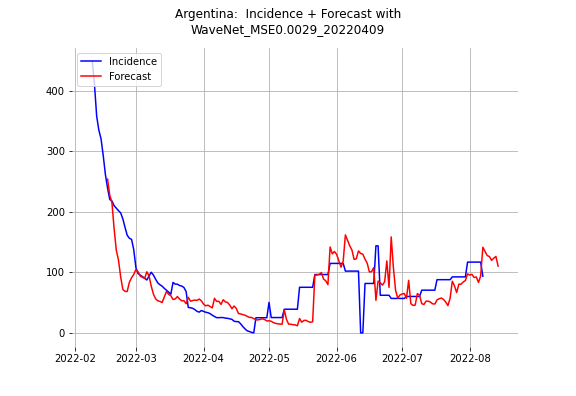 Argentina:  Incidence + Forecast with
WaveNet_MSE0.0029_20220409
Incidence
Forecast
400
300
200
100
0
2022-02 2022-03 2022-04 2022-05 2022-06 2022-07 2022-08